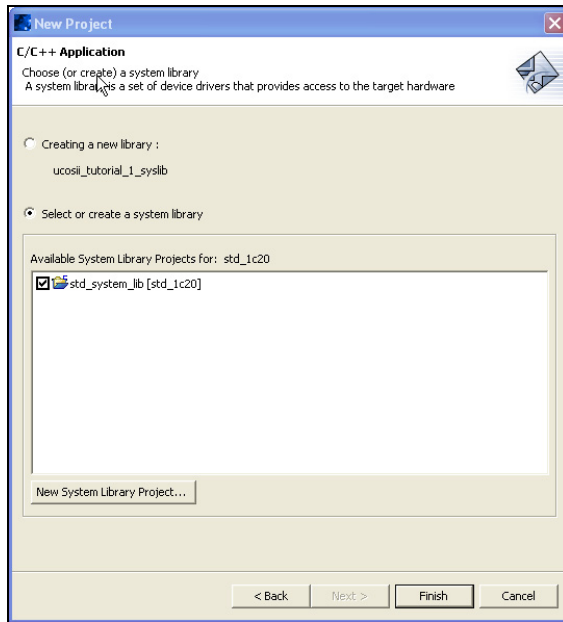 New Project
C/C++ Application
Choose (or create) a system library
A system library is a set of device drivers that provides access to the target hardware
Creating a new library :
ucosii_tutorial_1_syslib
Select or create a system library
Available System Library Projects for: std_1c20
std_system_lib [std_1c20]
New System Library Project...
< Back
Next >
Finish
Cancel